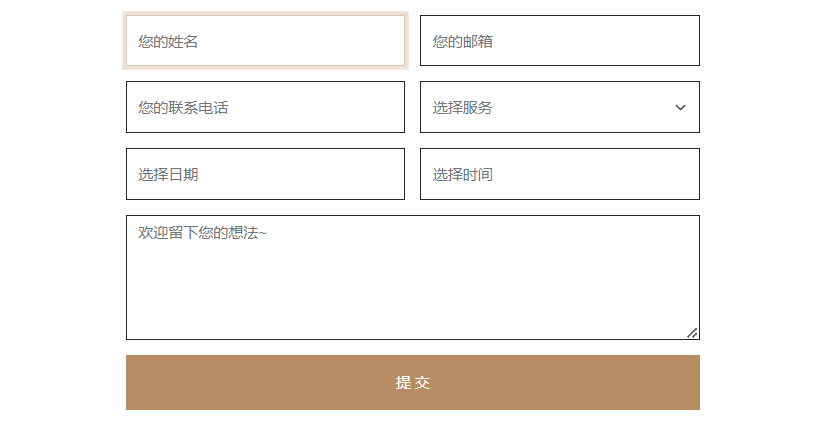 您的姓名
您的邮箱
您的联系电话
选择服务
选择日期
选择时间
欢迎留下您的想法~
提交